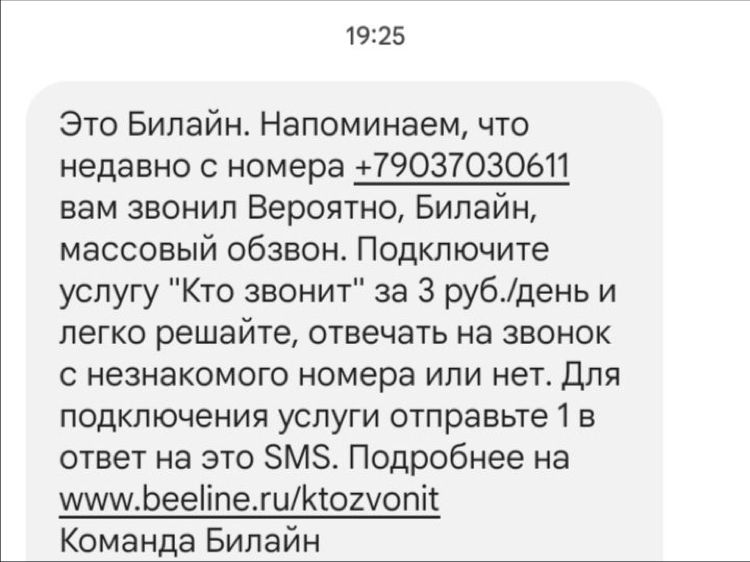 19:25
Это Билайн. Напоминаем, что
недавно с номера +79037030611
вам звонил Вероятно, Билайн,
массовый обзвон. Подключите
услугу "Кто звонит" за 3 руб./день и
легко решайте, отвечать на звонок
с незнакомого номера или нет. Для
подключения услуги отправьте 1 в
ответ на это SMS. Подробнее на
www.beeline.ru/ktozvonit
Команда Билайн